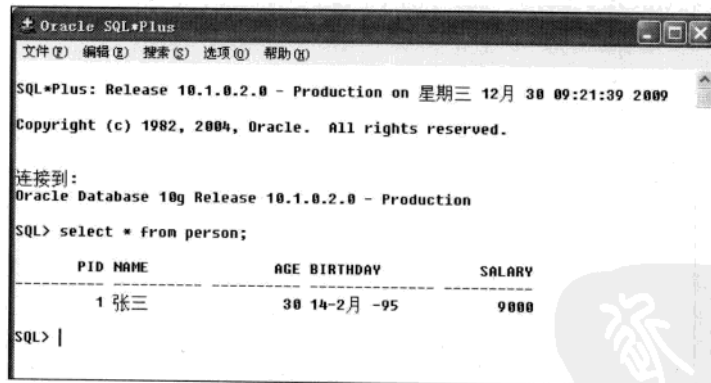 Oracle SQL*Plus
文件(F) 编辑(E) 搜索(S) 选项(O) 帮助(H)
SQL*Plus: Release 10.1.0.2.0 - Production on 星期三 12月 30 09:21:39 2009
Copyright (c) 1982, 2004, Oracle.  All rights reserved.
连接到:
Oracle Database 10g Release 10.1.0.2.0 - Production
SQL> select * from person;
PID NAME AGE BIRTHDAY SALARY
---------- ---------- ---------- -------------- ----------
1 张三 30 14-2月 -95 9000
SQL>